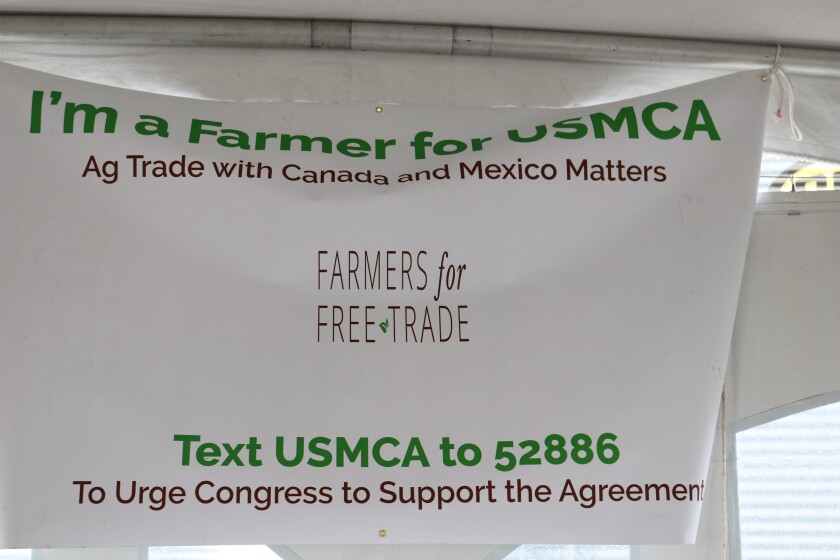 I'm a Farmer for USMCA
Ag Trade with Canada and Mexico Matters
FARMERS for
FREE TRADE
Text USMCA to 52886
To Urge Congress to Support the Agreement